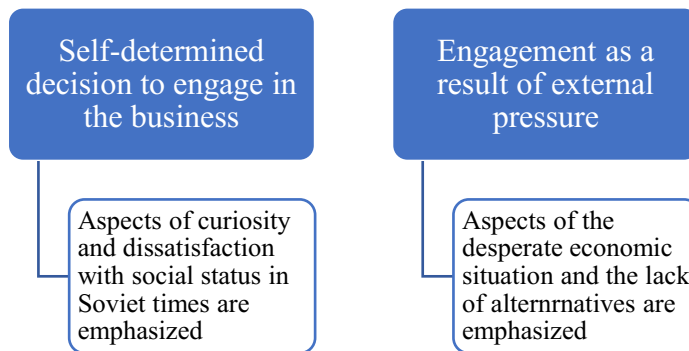 Self-determined
decision to engage in
the business
Aspects of curiosity
and dissatisfaction
with social status in
Soviet times are
emphasized
Engagement as a
result of external
pressure
Aspects of the
desperate economic
situation and the lack
of alternrnatives are
emphasized